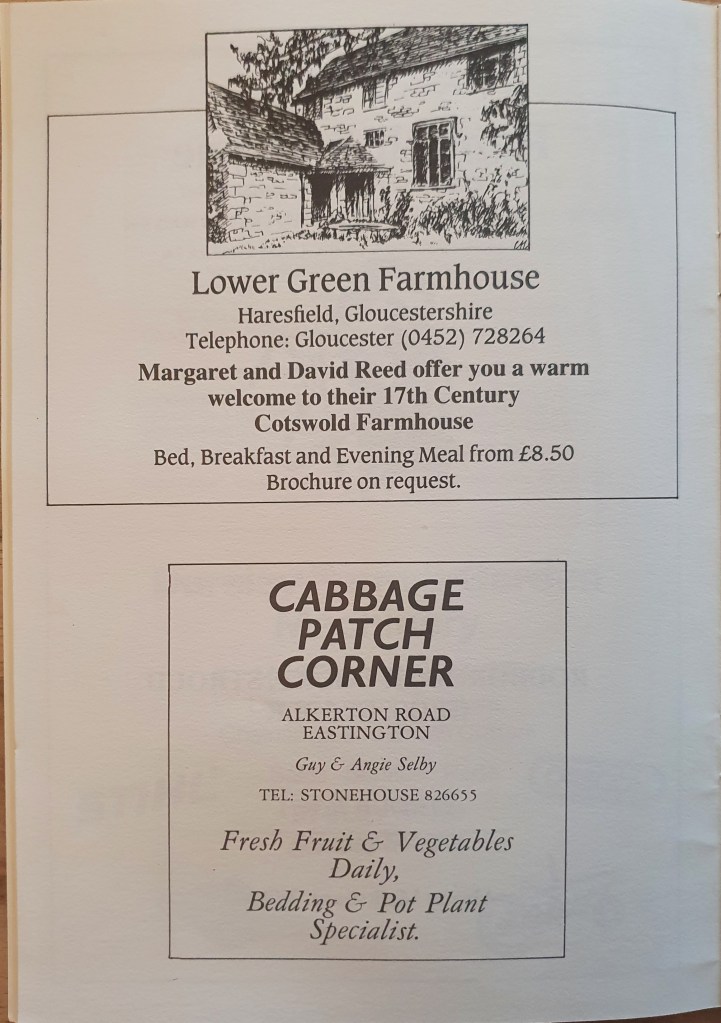 Lower Green Farmhouse
Haresfield, Gloucestershire
Telephone: Gloucester (0452) 728264
Margaret and David Reed offer you a warm
welcome to their 17th Century
Cotswold Farmhouse
Bed, Breakfast and Evening Meal from £8.50
Brochure on request.
CABBAGE
PATCH
CORNER
ALKERTON ROAD
EASTINGTON
Guy & Angie Selby
TEL: STONEHOUSE 826655
Fresh Fruit & Vegetables
Daily,
Bedding & Pot Plant
Specialist.